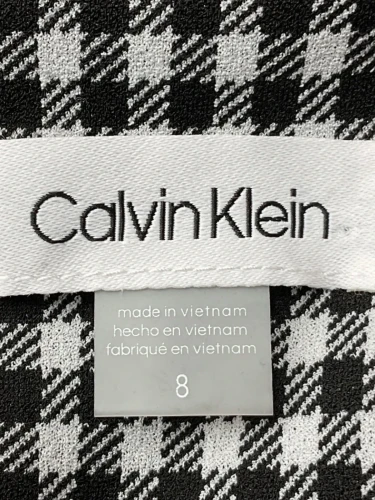 Calvin Klein
made in vietnam
hecho en vietnam
fabriqué en vietnam
8